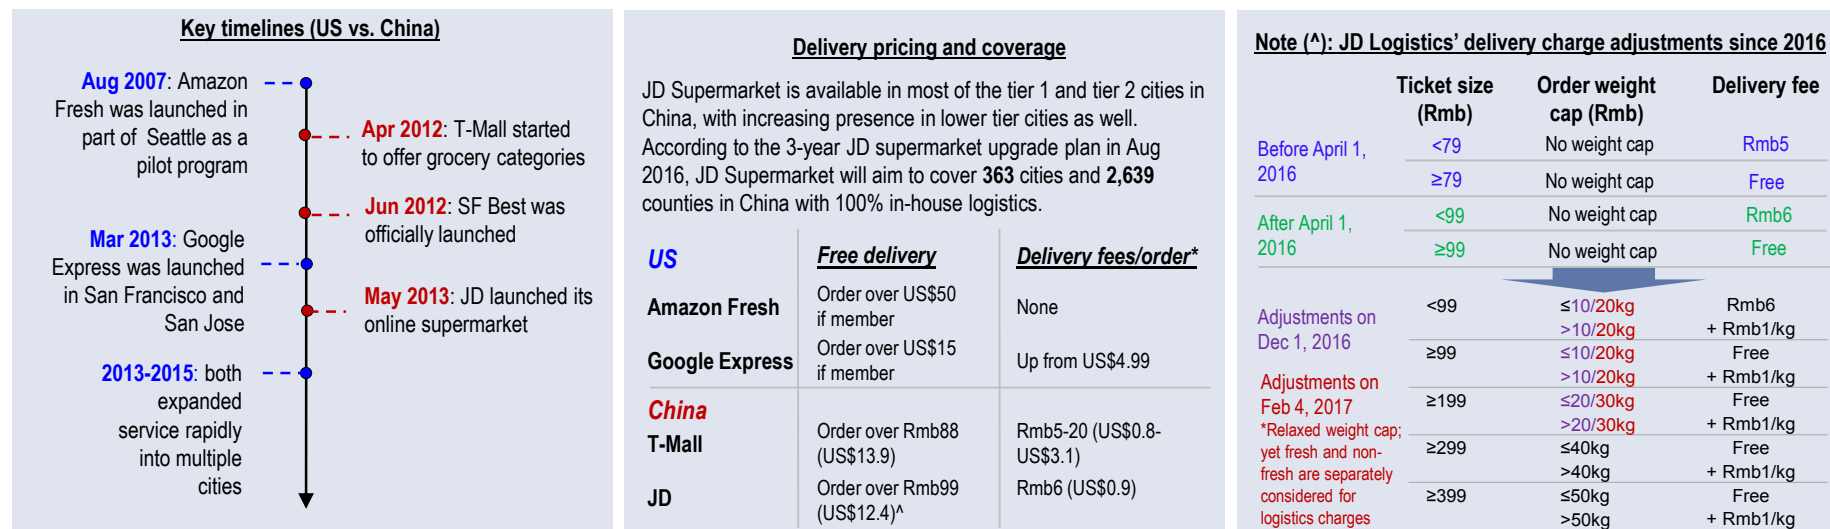 Key timelines (US vs. China)
Aug 2007: Amazon
Fresh was launched in
part of Seattle as a
pilot program
Apr 2012: T-Mall started
to offer grocery categories
Jun 2012: SF Best was
officially launched
Mar 2013: Google
Express was launched
in San Francisco and
San Jose
May 2013: JD launched its
online supermarket
2013-2015: both
expanded
service rapidly
into multiple
cities
Delivery pricing and coverage
JD Supermarket is available in most of the tier 1 and tier 2 cities in
China, with increasing presence in lower tier cities as well.
According to the 3-year JD supermarket upgrade plan in Aug
2016, JD Supermarket will aim to cover 363 cities and 2,639
counties in China with 100% in-house logistics.
US Free delivery Delivery fees/order*
Amazon Fresh Order over US$50 None
if member
Google Express Order over US$15 Up from US$4.99
if member
China
T-Mall Order over Rmb88 Rmb5-20 (US$0.8-
(US$13.9) US$3.1)
JD Order over Rmb99 Rmb6 (US$0.9)
(US$12.4)^
Note (^): JD Logistics’ delivery charge adjustments since 2016
Ticket size Order weight Delivery fee
(Rmb) cap (Rmb)
Before April 1, <79 No weight cap Rmb5
2016 ≥79 No weight cap Free
After April 1, <99 No weight cap Rmb6
2016 ≥99 No weight cap Free
Adjustments on
Dec 1, 2016
Adjustments on
Feb 4, 2017
*Relaxed weight cap;
yet fresh and non-
fresh are separately
considered for
logistics charges
<99 ≤10/20kg Rmb6
>10/20kg + Rmb1/kg
≥99 ≤10/20kg Free
>10/20kg + Rmb1/kg
≥199 ≤20/30kg Free
>20/30kg + Rmb1/kg
≥299 ≤40kg Free
>40kg + Rmb1/kg
≥399 ≤50kg Free
>50kg + Rmb1/kg